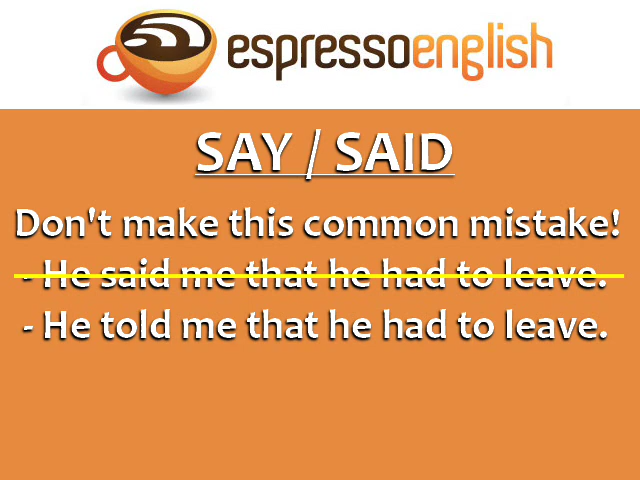 espressoenglish
SAY / SAID
Don't make this common mistake!
- He said me that he had to leave.
- He told me that he had to leave.